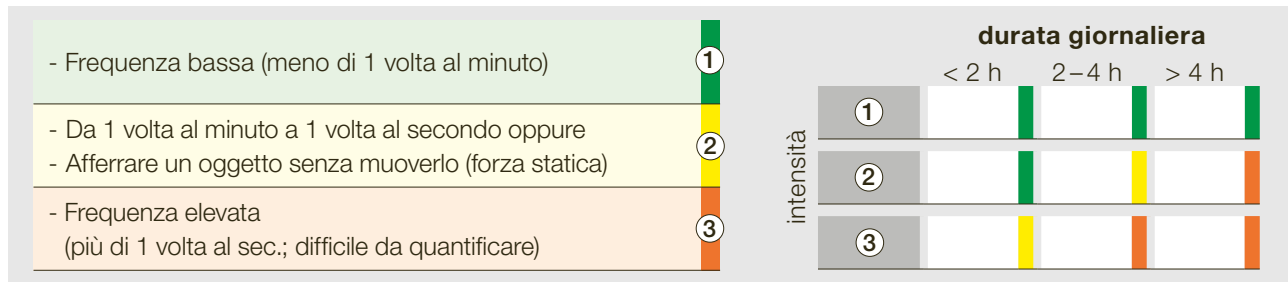 - Frequenza bassa (meno di 1 volta al minuto)
1
- Da 1 volta al minuto a 1 volta al secondo oppure
- Afferrare un oggetto senza muoverlo (forza statica)
2
- Frequenza elevata
(più di 1 volta al sec.; difficile da quantificare)
3
durata giornaliera
< 2 h 2–4 h > 4 h
intensità
1
2
3